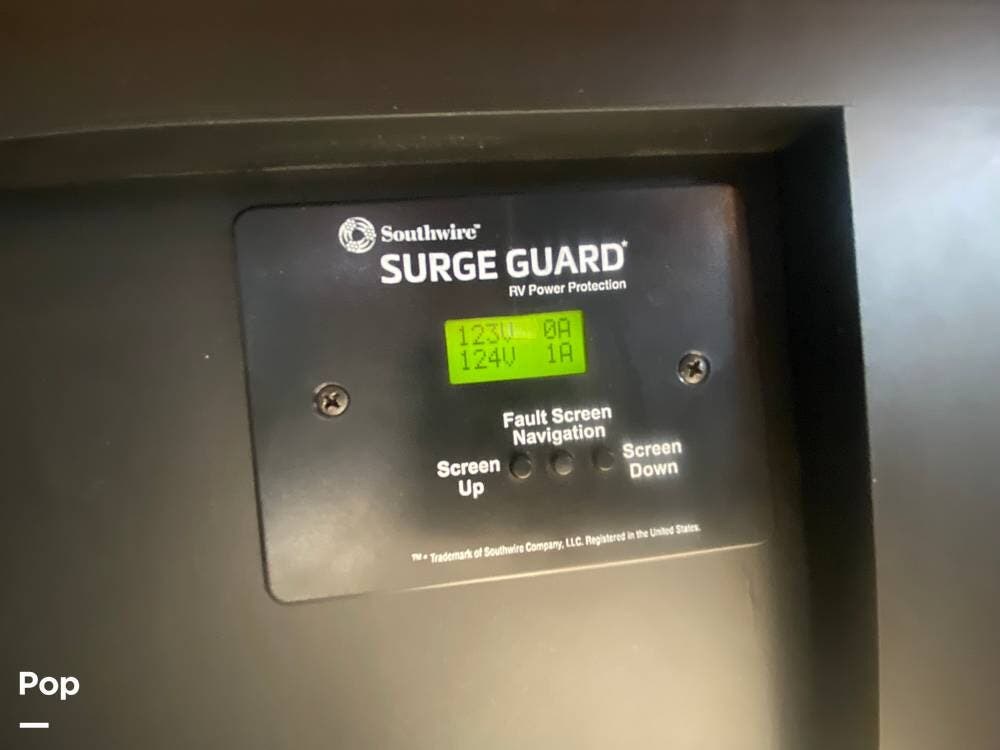 Southwire™
SURGE GUARD*
RV Power Protection
123V 0A
124V 1A
Fault Screen
Navigation
Screen
Up
Screen
Down
™* Trademark of Southwire Company, LLC. Registered in the United States.
Pop